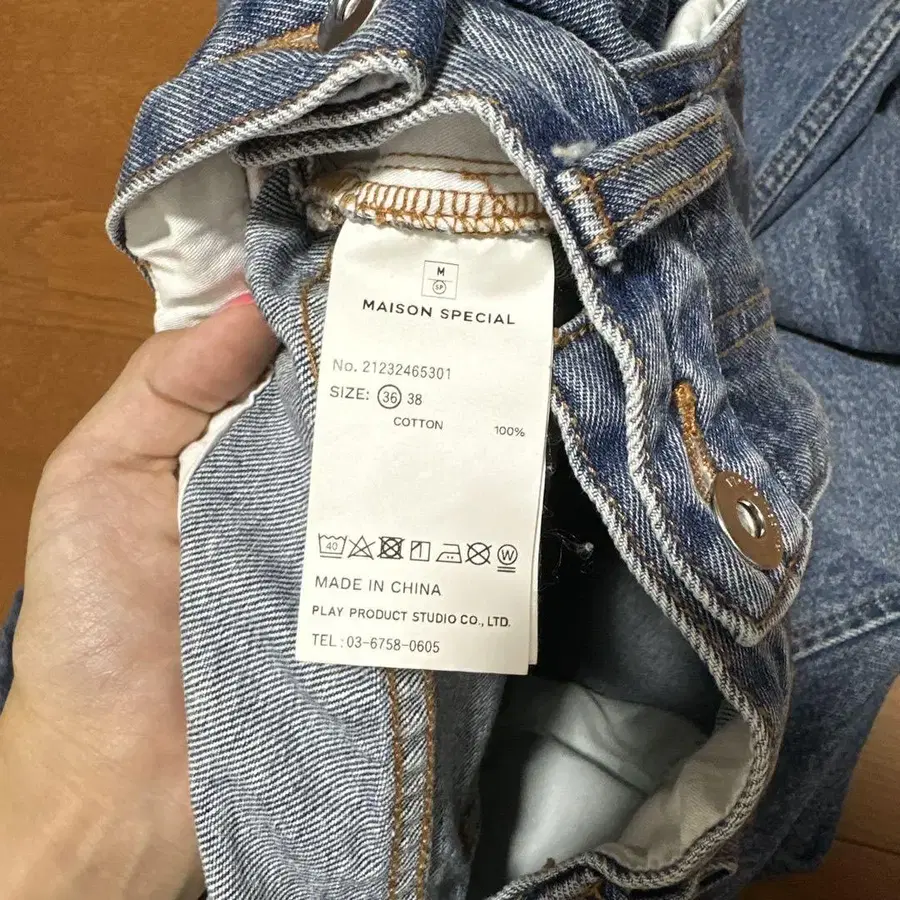 M
SP
MAISON SPECIAL
No. 21232465301
SIZE: 36 38
COTTON 100%
40 W
MADE IN CHINA
PLAY PRODUCT STUDIO CO., LTD.
TEL : 03-6758-0605